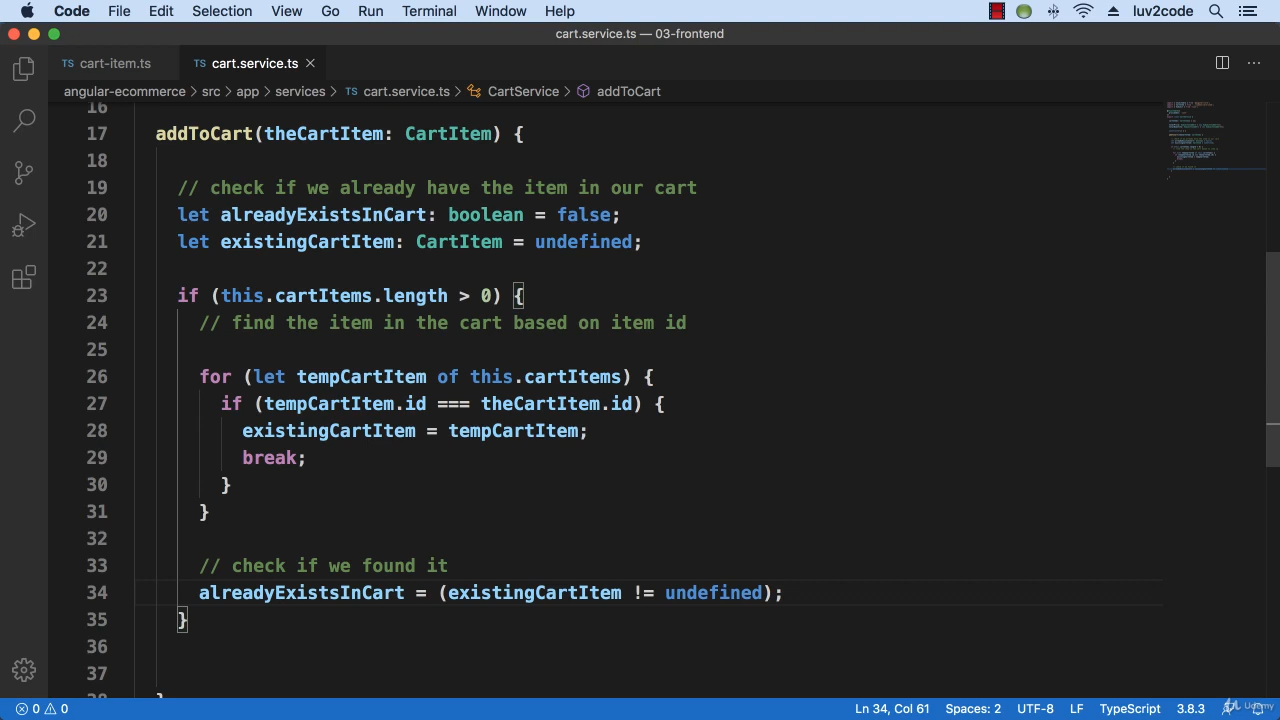 Code File Edit Selection View Go Run Terminal Window Help luv2code
cart.service.ts — 03-frontend
TS cart-item.ts TS cart.service.ts
angular-ecommerce > src > app > services > TS cart.service.ts > CartService > addToCart
16
17 addToCart(theCartItem: CartItem) {
18
19 // check if we already have the item in our cart
20 let alreadyExistsInCart: boolean = false;
21 let existingCartItem: CartItem = undefined;
22
23 if (this.cartItems.length > 0) {
24 // find the item in the cart based on item id
25
26 for (let tempCartItem of this.cartItems) {
27 if (tempCartItem.id === theCartItem.id) {
28 existingCartItem = tempCartItem;
29 break;
30 }
31 }
32
33 // check if we found it
34 alreadyExistsInCart = (existingCartItem != undefined);
35 }
36
37
38 }
0 0 Ln 34, Col 61 Spaces: 2 UTF-8 LF TypeScript 3.8.3 Udemy